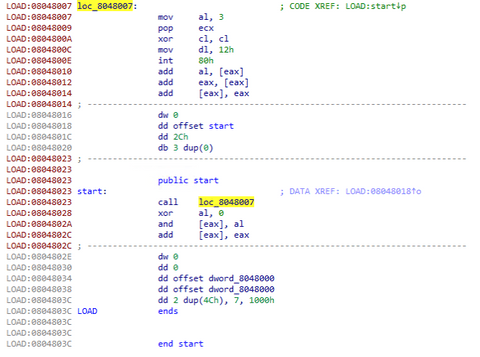 LOAD:08048007 loc_8048007: ; CODE XREF: LOAD:start↓p
LOAD:08048007 mov al, 3
LOAD:08048009 pop ecx
LOAD:0804800A xor cl, cl
LOAD:0804800C mov dl, 12h
LOAD:0804800E int 80h
LOAD:08048010 add al, [eax]
LOAD:08048012 add eax, [eax]
LOAD:08048014 add [eax], eax
LOAD:08048014 ; ---------------------------------------------------------------------------
LOAD:08048016 dw 0
LOAD:08048018 dd offset start
LOAD:0804801C dd 2Ch
LOAD:08048020 db 3 dup(0)
LOAD:08048023 ; ---------------------------------------------------------------------------
LOAD:08048023
LOAD:08048023 public start
LOAD:08048023 start: ; DATA XREF: LOAD:08048018↑o
LOAD:08048023 call loc_8048007
LOAD:08048028 xor al, 0
LOAD:0804802A and [eax], al
LOAD:0804802C add [eax], eax
LOAD:0804802C ; ---------------------------------------------------------------------------
LOAD:0804802E dw 0
LOAD:08048030 dd 0
LOAD:08048034 dd offset dword_8048000
LOAD:08048038 dd offset dword_8048000
LOAD:0804803C dd 2 dup(4Ch), 7, 1000h
LOAD:0804803C LOAD ends
LOAD:0804803C
LOAD:0804803C
LOAD:0804803C end start